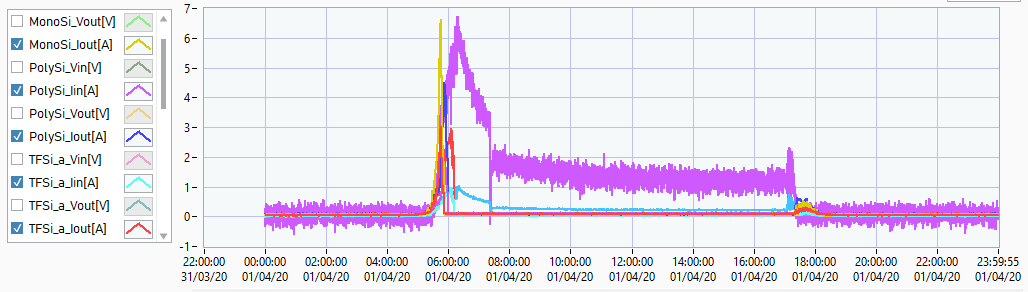 MonoSi_Vout[V]
MonoSi_Iout[A]
PolySi_Vin[V]
PolySi_Iin[A]
PolySi_Vout[V]
PolySi_Iout[A]
TFSi_a_Vin[V]
TFSi_a_Iin[A]
TFSi_a_Vout[V]
TFSi_a_Iout[A]
7
6
5
4
3
2
1
0
-1
22:00:00 00:00:00 02:00:00 04:00:00 06:00:00 08:00:00 10:00:00 12:00:00 14:00:00 16:00:00 18:00:00 20:00:00 22:00:00 23:59:55
31/03/20 01/04/20 01/04/20 01/04/20 01/04/20 01/04/20 01/04/20 01/04/20 01/04/20 01/04/20 01/04/20 01/04/20 01/04/20 01/04/20